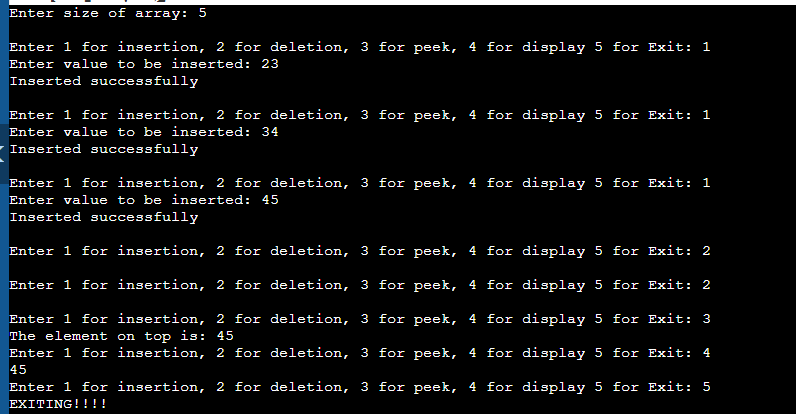 Enter size of array: 5
Enter 1 for insertion, 2 for deletion, 3 for peek, 4 for display 5 for Exit: 1
Enter value to be inserted: 23
Inserted successfully
Enter 1 for insertion, 2 for deletion, 3 for peek, 4 for display 5 for Exit: 1
Enter value to be inserted: 34
Inserted successfully
Enter 1 for insertion, 2 for deletion, 3 for peek, 4 for display 5 for Exit: 1
Enter value to be inserted: 45
Inserted successfully
Enter 1 for insertion, 2 for deletion, 3 for peek, 4 for display 5 for Exit: 2
Enter 1 for insertion, 2 for deletion, 3 for peek, 4 for display 5 for Exit: 2
Enter 1 for insertion, 2 for deletion, 3 for peek, 4 for display 5 for Exit: 3
The element on top is: 45
Enter 1 for insertion, 2 for deletion, 3 for peek, 4 for display 5 for Exit: 4
45
Enter 1 for insertion, 2 for deletion, 3 for peek, 4 for display 5 for Exit: 5
EXITING!!!!